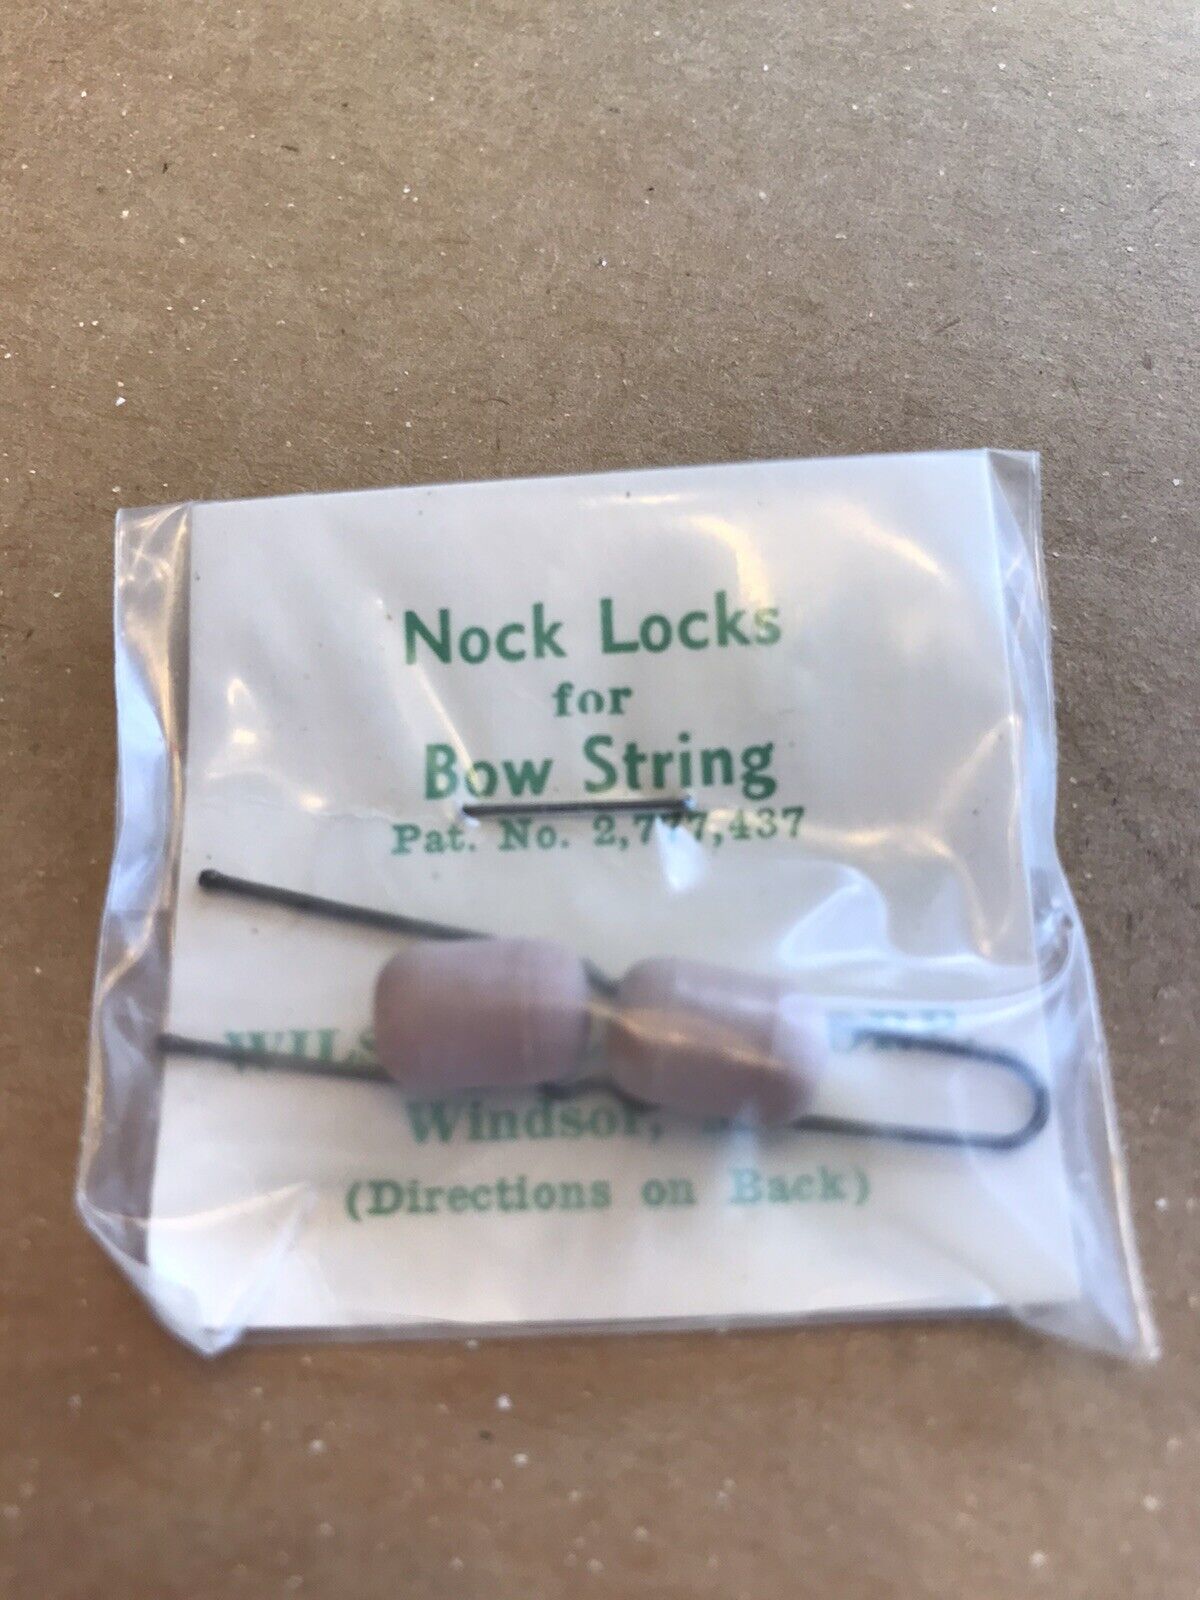 Nock Locks
for
Bow String
Pat. No. 2,777,437
Windsor,
(Directions on Back)